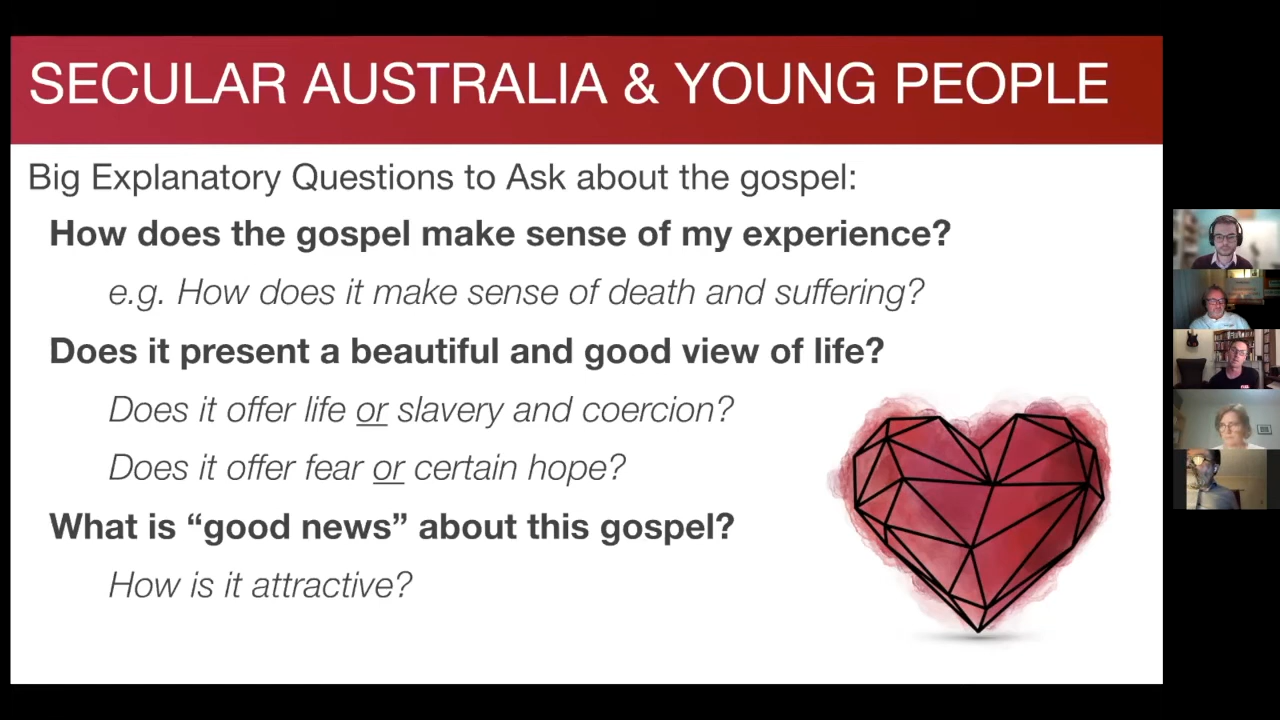 SECULAR AUSTRALIA & YOUNG PEOPLE
Big Explanatory Questions to Ask about the gospel:
How does the gospel make sense of my experience?
e.g. How does it make sense of death and suffering?
Does it present a beautiful and good view of life?
Does it offer life or slavery and coercion?
Does it offer fear or certain hope?
What is “good news” about this gospel?
How is it attractive?